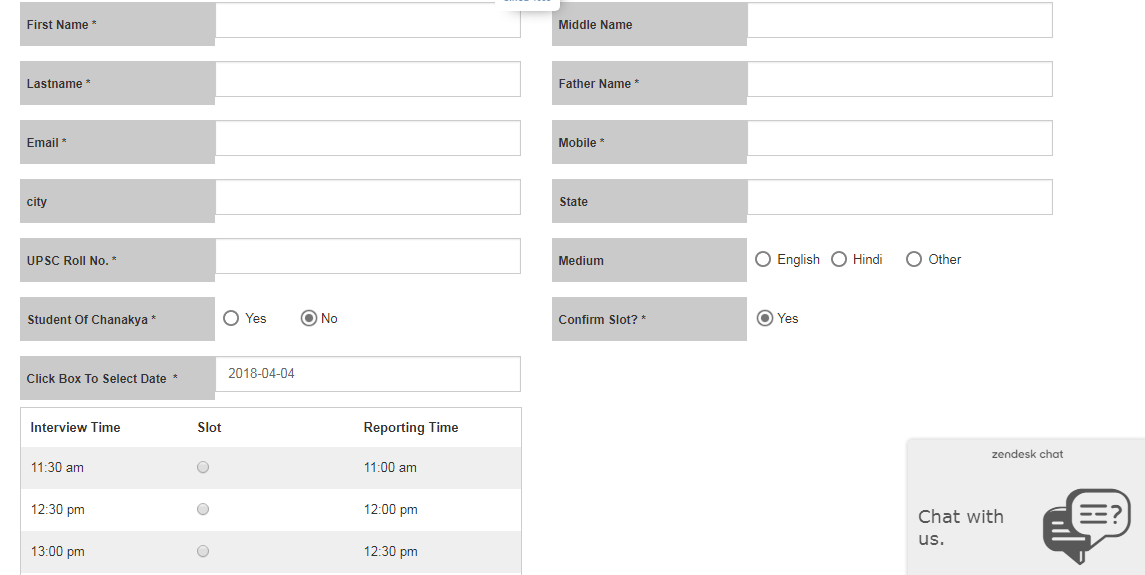 First Name * Middle Name
Lastname * Father Name *
Email * Mobile *
city State
UPSC Roll No. * Medium English Hindi Other
Student Of Chanakya * Yes No Confirm Slot? * Yes
Click Box To Select Date * 2018-04-04
Interview Time Slot Reporting Time
11:30 am 11:00 am
12:30 pm 12:00 pm
13:00 pm 12:30 pm
zendesk chat
Chat with
us.